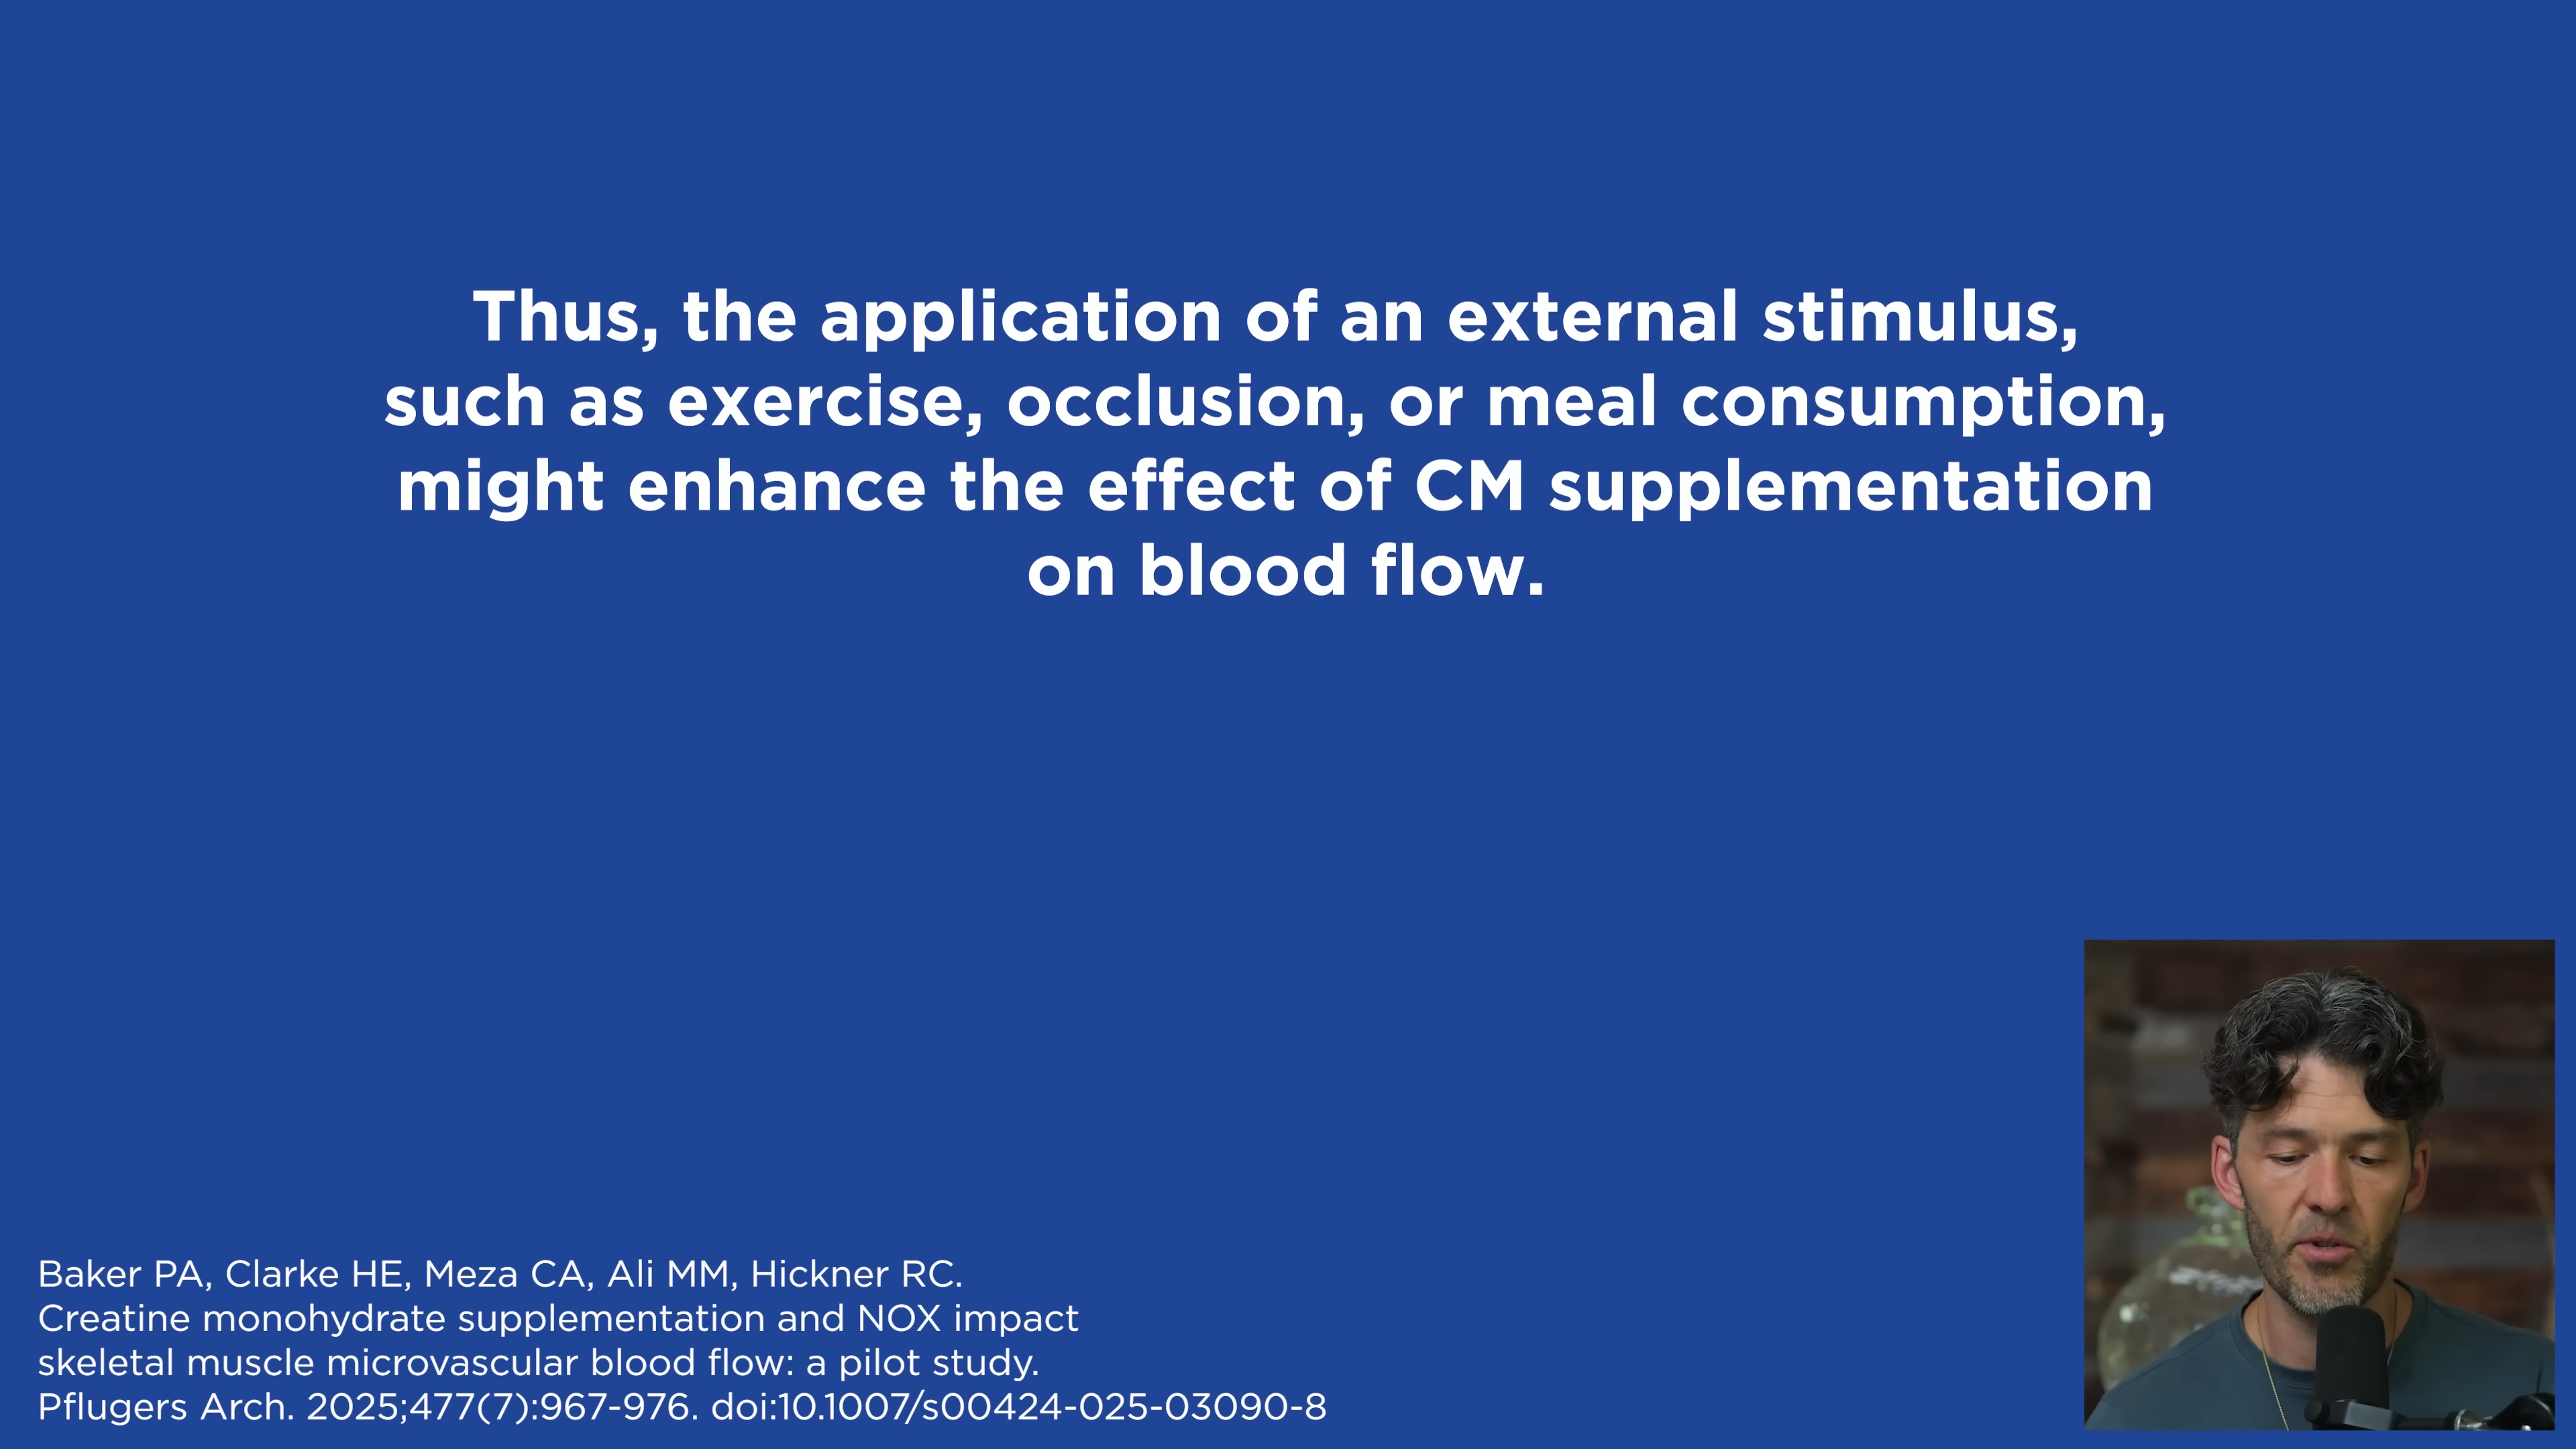 Thus, the application of an external stimulus,
such as exercise, occlusion, or meal consumption,
might enhance the effect of CM supplementation
on blood flow.
Baker PA, Clarke HE, Meza CA, Ali MM, Hickner RC.
Creatine monohydrate supplementation and NOX impact
skeletal muscle microvascular blood flow: a pilot study.
Pflugers Arch. 2025;477(7):967-976. doi:10.1007/s00424-025-03090-8